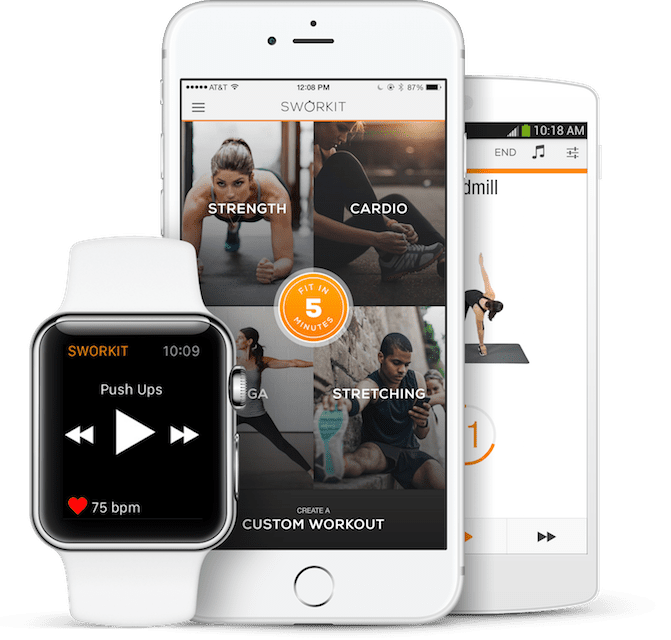 AT&T 12:08 PM 87%
SWORKIT
STRENGTH
CARDIO
FIT IN
5
MINUTES
GA
STRETCHING
CREATE A
CUSTOM WORKOUT
SWORKIT 10:09
Push Ups
75 bpm
10:18 AM
END
dmill
1